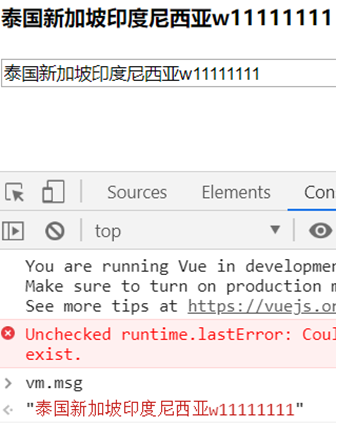 泰国新加坡印度尼西亚w11111111
泰国新加坡印度尼西亚w11111111
Sources Elements Con
top
You are running Vue in developmen
Make sure to turn on production m
See more tips at https://vuejs.or
Unchecked runtime.lastError: Coul
exist.
vm.msg
"泰国新加坡印度尼西亚w11111111"